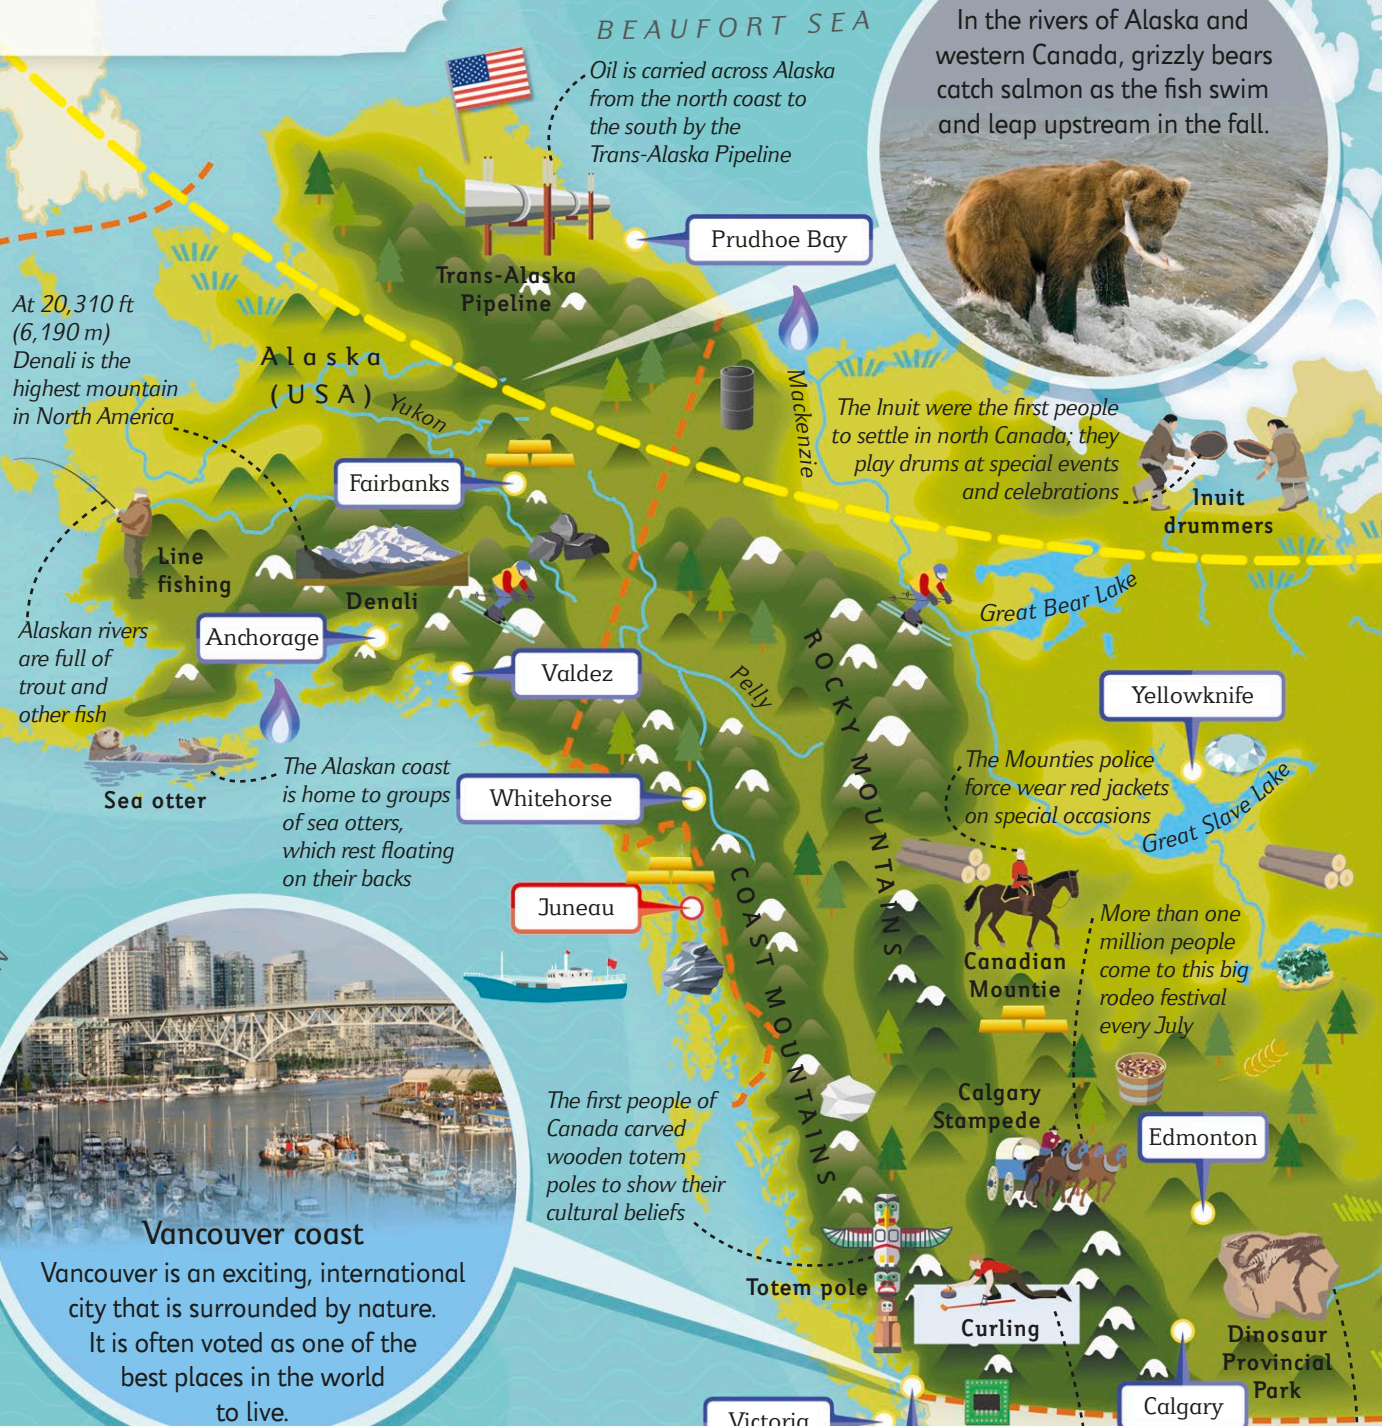 BEAUFORT SEA
Oil is carried across Alaska
from the north coast to
the south by the
Trans-Alaska Pipeline
In the rivers of Alaska and
western Canada, grizzly bears
catch salmon as the fish swim
and leap upstream in the fall.
Prudhoe Bay
Trans-Alaska
Pipeline
At 20,310 ft
(6,190 m)
Denali is the
highest mountain
in North America
Alaska
(USA)
Yukon
Mackenzie
The Inuit were the first people
to settle in north Canada; they
play drums at special events
and celebrations
Inuit
drummers
Fairbanks
Line
fishing
Denali
Great Bear Lake
Alaskan rivers
are full of
trout and
other fish
Anchorage
Valdez
Pelly
ROCKY MOUNTAINS
Yellowknife
Sea otter
The Alaskan coast
is home to groups
of sea otters,
which rest floating
on their backs
Whitehorse
The Mounties police
force wear red jackets
on special occasions
Great Slave Lake
Juneau
COAST MOUNTAINS
Canadian
Mountie
More than one
million people
come to this big
rodeo festival
every July
The first people of
Canada carved
wooden totem
poles to show their
cultural beliefs
Calgary
Stampede
Edmonton
Vancouver coast
Vancouver is an exciting, international
city that is surrounded by nature.
It is often voted as one of the
best places in the world
to live.
Totem pole
Curling
Dinosaur
Provincial
Park
Calgary
Victoria